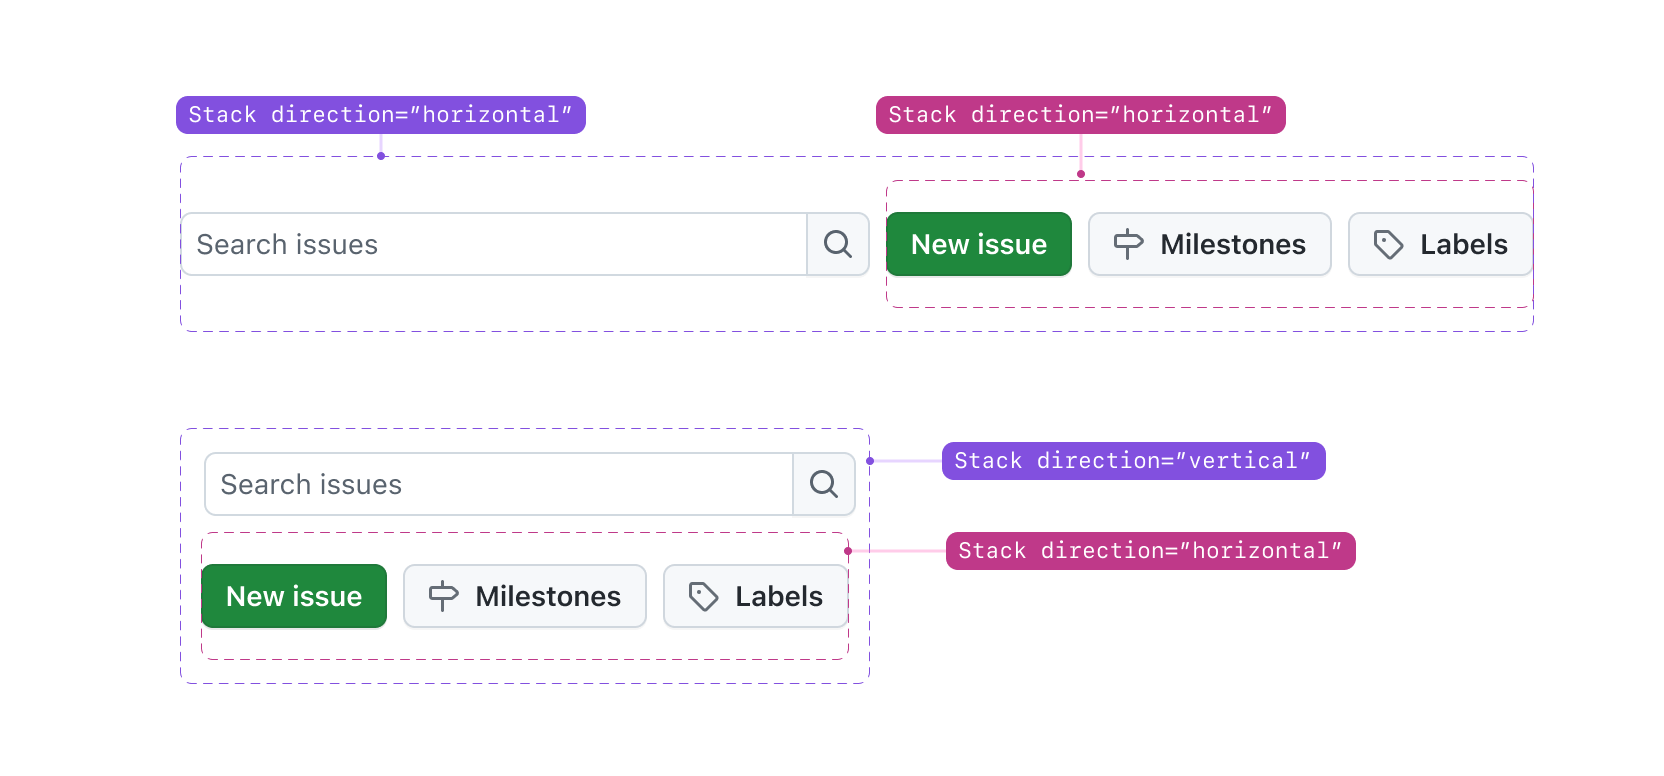 Stack direction=”horizontal”
Stack direction=”horizontal”
Search issues
New issue
Milestones
Labels
Stack direction=”vertical”
Search issues
Stack direction=”horizontal”
New issue
Milestones
Labels